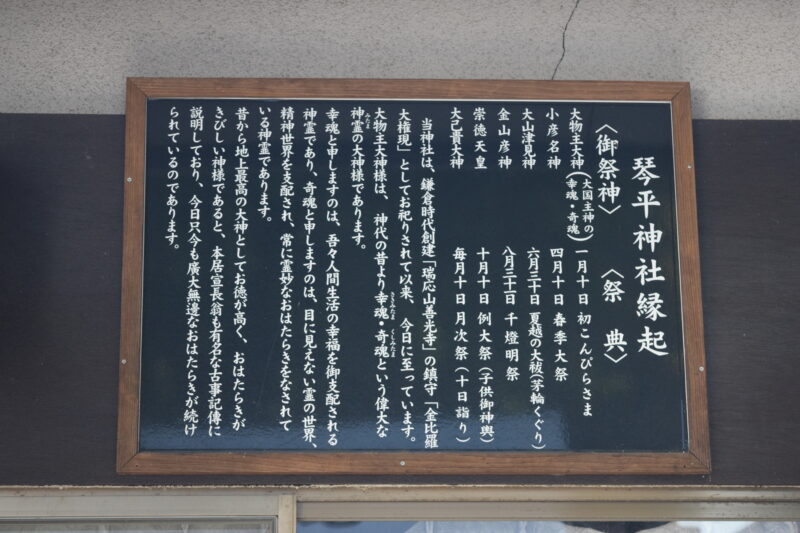 琴平神社縁起
〈御祭神〉 〈祭典〉
大物主大神(大国主神の幸魂・奇魂) 一月十日 初こんぴらさま
小彦名神 四月十日 春季大祭
大山津見神 六月三十日 夏越の大祓(茅輪くぐり)
金山彦神 八月三十一日 千燈明祭
崇徳天皇 十月十日 例大祭(子供御神輿)
大己貴大神 毎月十日 月次祭(十日詣り)
当神社は、鎌倉時代創建「瑞応山善光寺」の鎮守「金比羅
大権現」としてお祀りされて以来、今日に至っています。
大物主大神様は、神代の昔より幸魂・奇魂という偉大な
神霊の大神様であります。
幸魂と申しますのは、吾々人間生活の幸福を御支配される
神霊であり、奇魂と申しますのは、目に見えない霊の世界、
精神世界を支配され、常に霊妙なおはたらきをなされて
いる神霊であります。
昔から地上最高の大神としてお徳が高く、おはたらきが
きびしい神様であると、本居宣長翁も有名な古事記傳に
説明しており、今日只今も廣大無邊なおはたらきが続け
られているのであります。